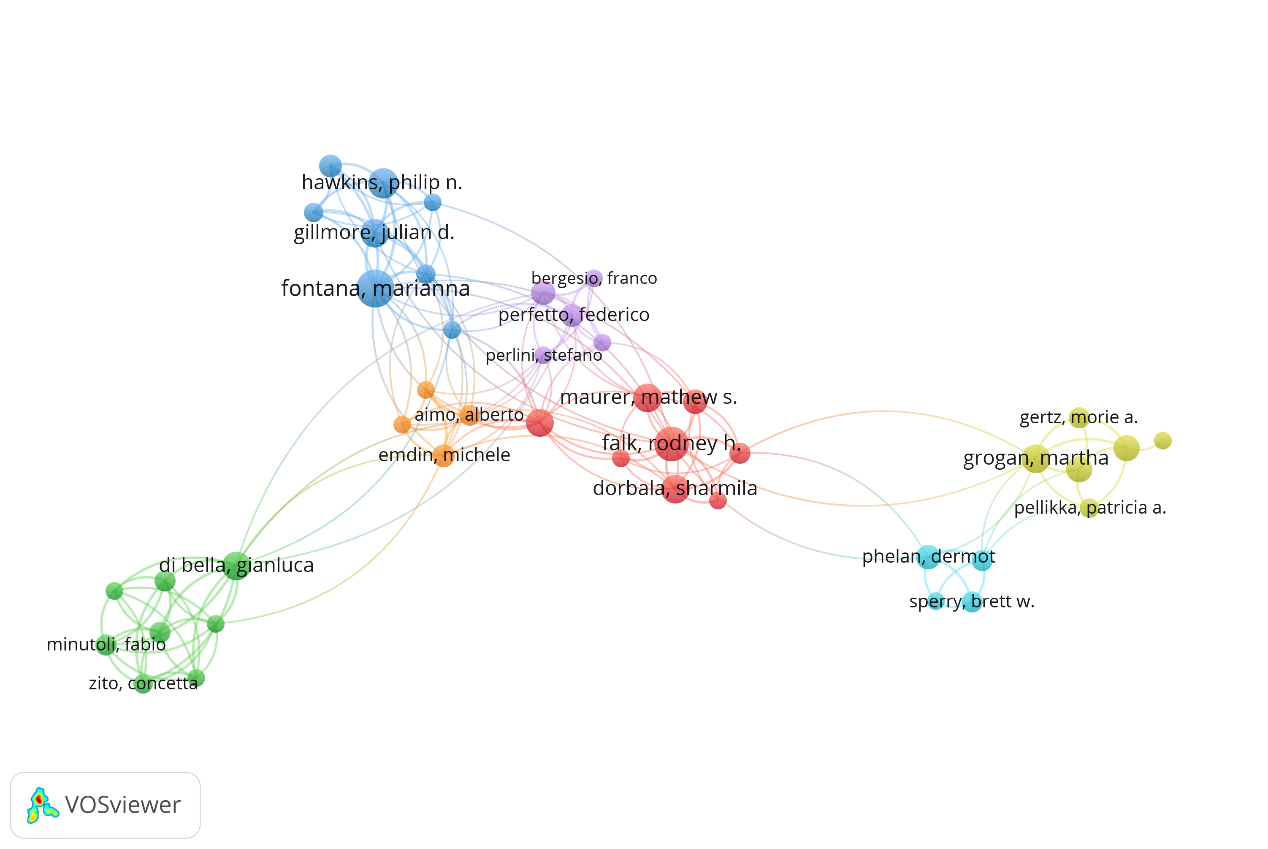 hawkins, philip n.
gillmore, julian d.
bergesio, franco
fontana, marianna
perfetto, federico
perlini, stefano
maurer, mathew s.
aimo, alberto
gertz, morie a.
falk, rodney h.
emdin, michele
grogan, martha
dorbala, sharmila
pellikka, patricia a.
phelan, dermot
di bella, gianluca
sperry, brett w.
minutoli, fabio
zito, concetta
VOSviewer